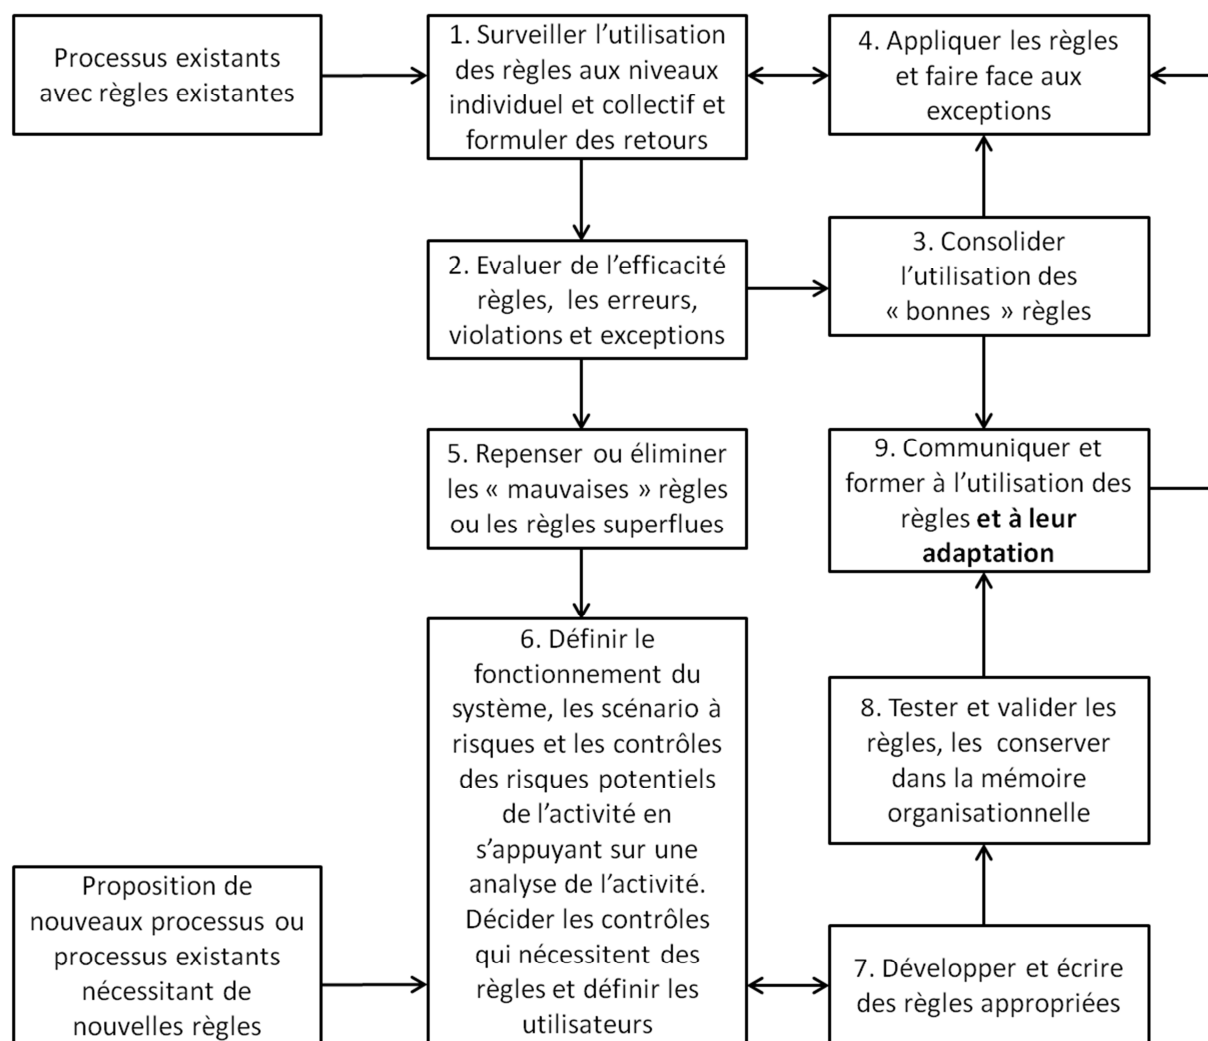 Processus existants
avec règles existantes
1. Surveiller l’utilisation
des règles aux niveaux
individuel et collectif et
formuler des retours
4. Appliquer les règles
et faire face aux
exceptions
2. Evaluer de l’efficacité
règles, les erreurs,
violations et exceptions
3. Consolider
l’utilisation des
« bonnes » règles
5. Repenser ou éliminer
les « mauvaises » règles
ou les règles superflues
9. Communiquer et
former à l’utilisation des
règles et à leur
adaptation
6. Définir le
fonctionnement du
système, les scénario à
risques et les contrôles
des risques potentiels
de l’activité en
s’appuyant sur une
analyse de l’activité.
Décider les contrôles
qui nécessitent des
règles et définir les
utilisateurs
8. Tester et valider les
règles, les conserver
dans la mémoire
organisationnelle
Proposition de
nouveaux processus ou
processus existants
nécessitant de
nouvelles règles
7. Développer et écrire
des règles appropriées